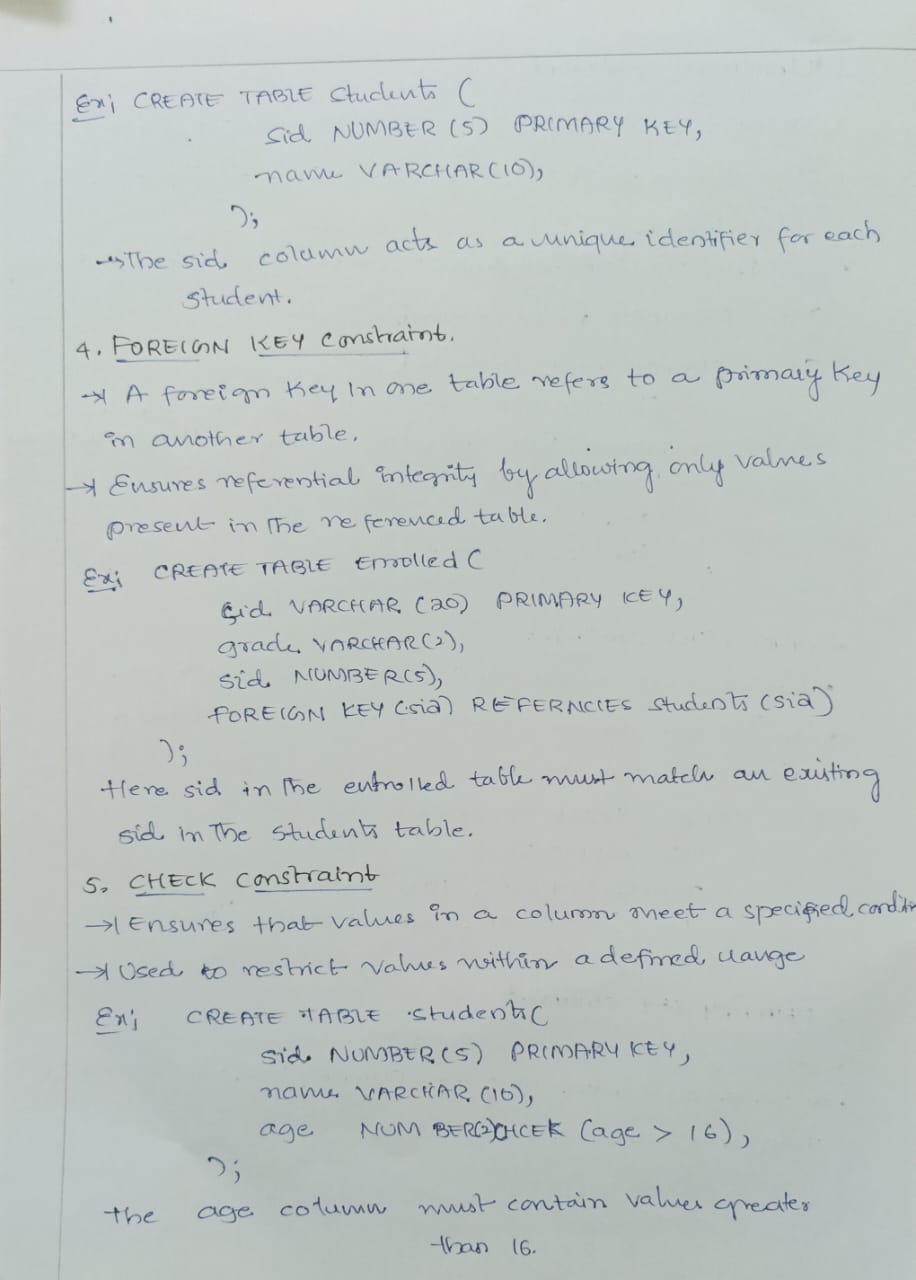 Ex; CREATE TABLE Students (
sid NUMBER (5) PRIMARY KEY,
name VARCHAR(10),
);
→ The sid column acts as a unique identifier for each
student.
4. FOREIGN KEY Constraint.
→ A foreign key in one table refers to a primary key
in another table.
→ Ensures referential integrity by allowing only values
present in the referenced table.
Ex; CREATE TABLE Enrolled (
sid VARCHAR (20) PRIMARY KEY,
grade VARCHAR(2),
sid NUMBER(5),
FOREIGN KEY (sid) REFERNCIES Students (sid)
);
Here sid in the entrolled table must match an existing
sid in the students table.
5. CHECK Constraint
→ Ensures that values in a column meet a specified conditi
→ Used to restrict values within a defined range
Ex; CREATE TABLE students(
sid NUMBER(5) PRIMARY KEY,
name VARCHAR (10),
age NUMBER(2)CHCEK (age > 16),
);
the age column must contain values greater
than 16.